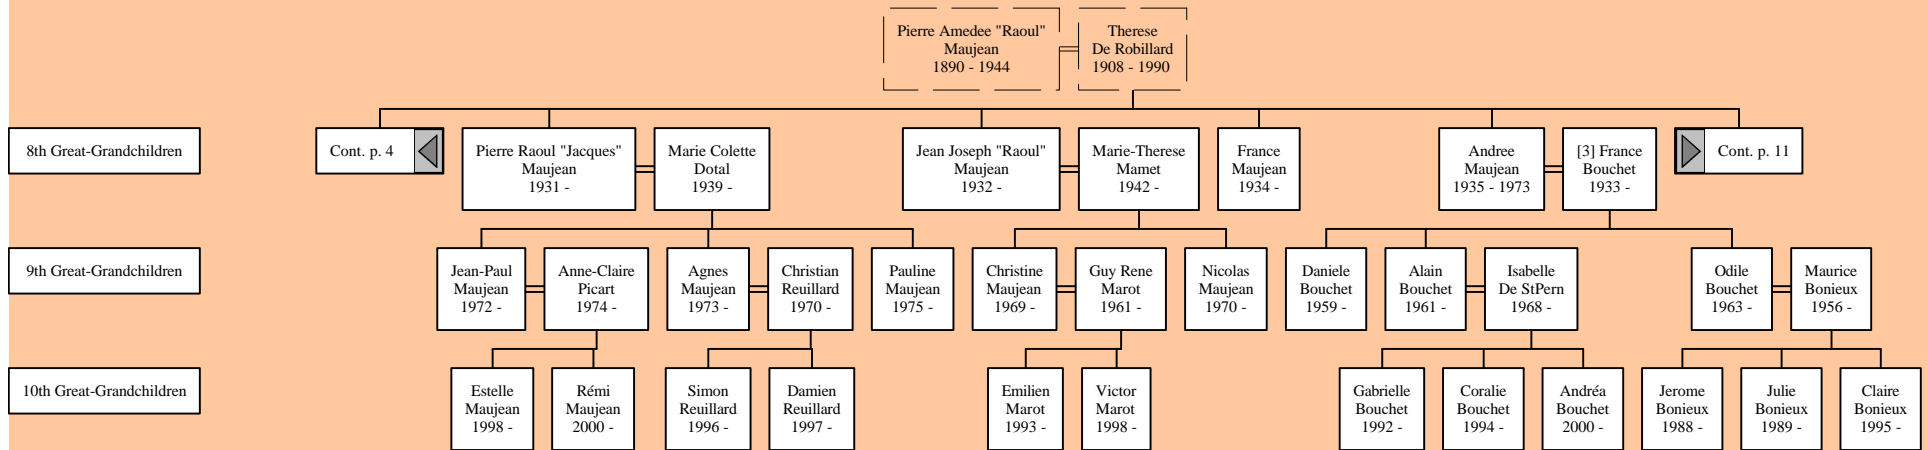 Pierre Amedee "Raoul"
Maujean
1890 - 1944
Therese
De Robillard
1908 - 1990
8th Great-Grandchildren
Cont. p. 4
Pierre Raoul "Jacques"
Maujean
1931 -
Marie Colette
Dotal
1939 -
Jean Joseph "Raoul"
Maujean
1932 -
Marie-Therese
Mamet
1942 -
France
Maujean
1934 -
Andree
Maujean
1935 - 1973
[3] France
Bouchet
1933 -
Cont. p. 11
9th Great-Grandchildren
Jean-Paul
Maujean
1972 -
Anne-Claire
Picart
1974 -
Agnes
Maujean
1973 -
Christian
Reuillard
1970 -
Pauline
Maujean
1975 -
Christine
Maujean
1969 -
Guy Rene
Marot
1961 -
Nicolas
Maujean
1970 -
Daniele
Bouchet
1959 -
Alain
Bouchet
1961 -
Isabelle
De StPern
1968 -
Odile
Bouchet
1963 -
Maurice
Bonieux
1956 -
10th Great-Grandchildren
Estelle
Maujean
1998 -
Rémi
Maujean
2000 -
Simon
Reuillard
1996 -
Damien
Reuillard
1997 -
Emilien
Marot
1993 -
Victor
Marot
1998 -
Gabrielle
Bouchet
1992 -
Coralie
Bouchet
1994 -
Andréa
Bouchet
2000 -
Jerome
Bonieux
1988 -
Julie
Bonieux
1989 -
Claire
Bonieux
1995 -